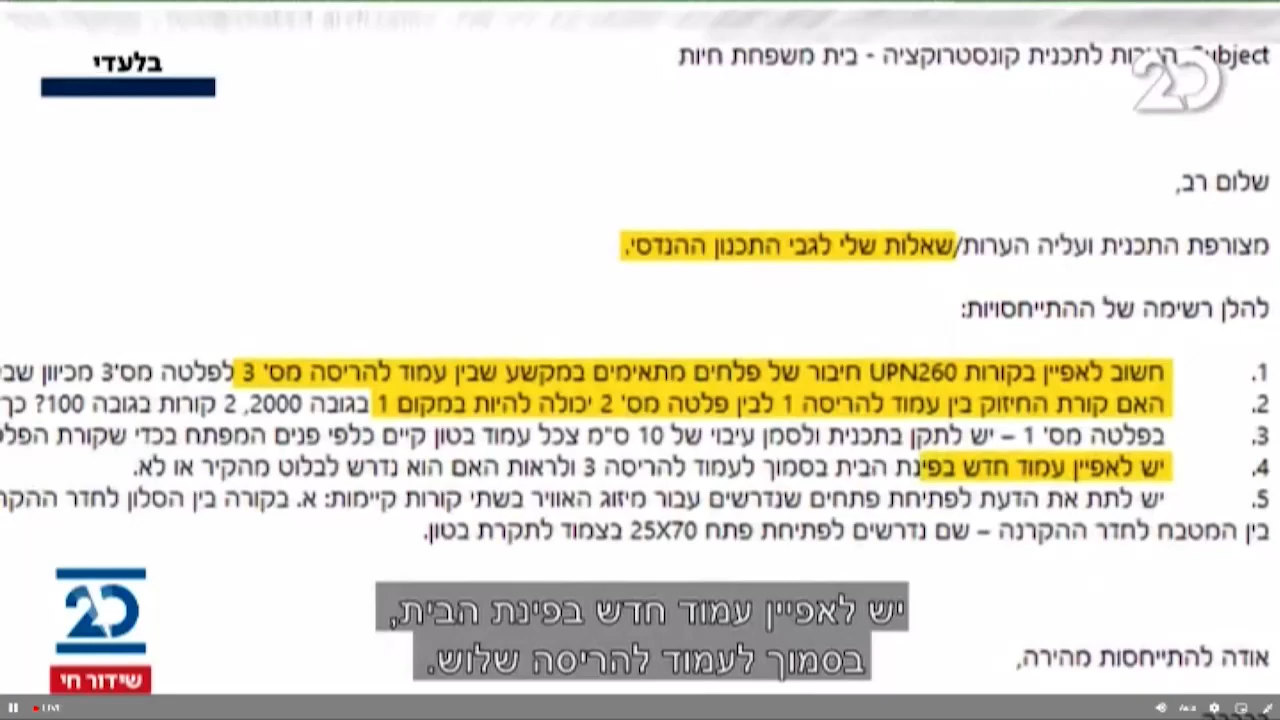 בלעדי
Subject הערות לתכנית קונסטרוקציה - בית משפחת חיות
20
שלום רב,
מצורפת התכנית ועליה הערות/שאלות שלי לגבי התכנון ההנדסי.
להלן רשימה של ההתייחסויות:
1. חשוב לאפיין בקורות UPN260 חיבור של פלחים מתאימים במקשע שבין עמוד להריסה מס' 3 לפלטה מס'3 מכיוון
2. האם קורת החיזוק בין עמוד להריסה 1 לבין פלטה מס' 2 יכולה להיות במקום 1 בגובה 2000, 2 קורות בגובה 100? כך
3. בפלטה מס' 1 – יש לתקן בתכנית ולסמן עיבוי של 10 ס"מ צכל עמוד בטון קיים כלפי פנים המפתח בכדי שקורת
4. יש לאפיין עמוד חדש בפינת הבית בסמוך לעמוד להריסה 3 ולראות האם הוא נדרש לבלוט מהקיר או לא.
5. יש לתת את הדעת לפתיחת פתחים שנדרשים עבור מיזוג האוויר בשתי קורות קיימות: א. בקורה בין הסלון לחדר
בין המטבח לחדר ההקרנה – שם נדרשים לפתיחת פתח 25X70 בצמוד לתקרת בטון.
יש לאפיין עמוד חדש בפינת הבית,
בסמוך לעמוד להריסה שלוש.
אודה להתייחסות מהירה,
20
שידור חי
LIVE